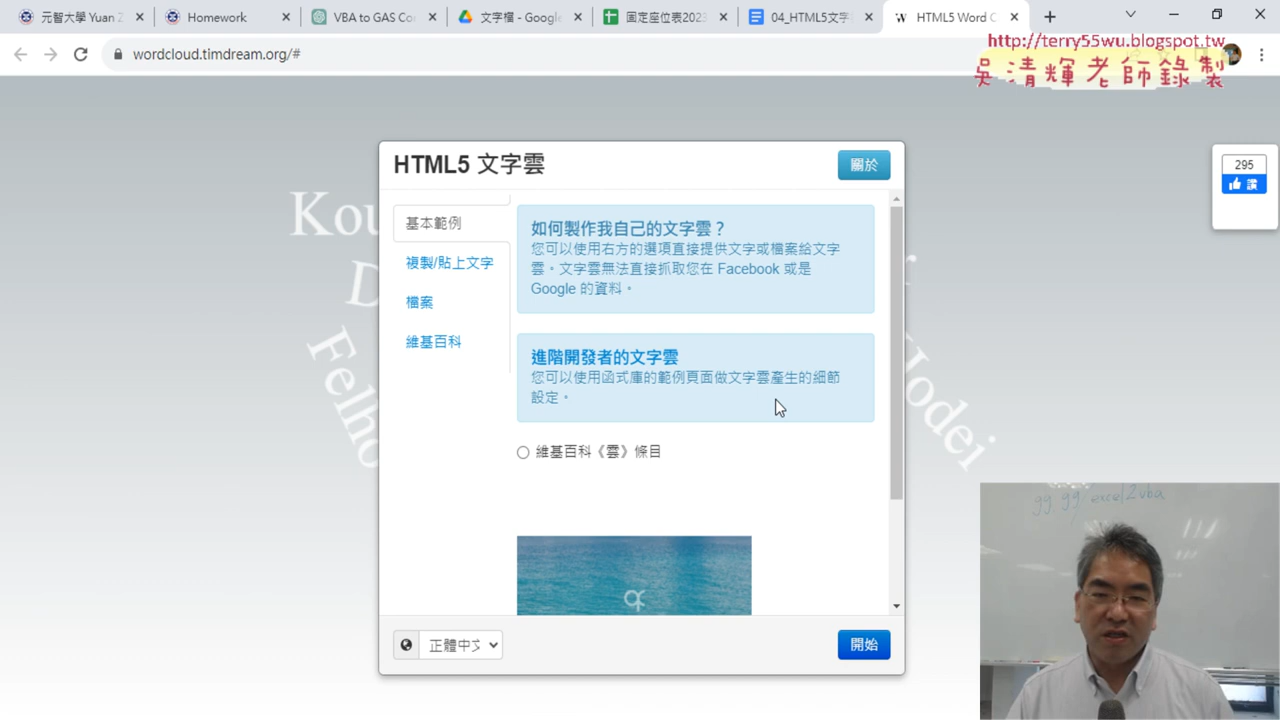 元智大學 Yuan Z
Homework
VBA to GAS Co
文字檔 - Google
固定座位表2023
04_HTML5文字
HTML5 Word C
wordcloud.timdream.org/#
http://terry55wu.blogspot.tw
吳清輝老師錄製
HTML5 文字雲
關於
295
讚
基本範例
複製/貼上文字
檔案
維基百科
如何製作我自己的文字雲？
您可以使用右方的選項直接提供文字或檔案給文字
雲。文字雲無法直接抓取您在 Facebook 或是
Google 的資料。
進階開發者的文字雲
您可以使用函式庫的範例頁面做文字雲產生的細節
設定。
維基百科《雲》條目
正體中文
開始
Kou
D
Felho
Hodei
gg.gg/excel2vba